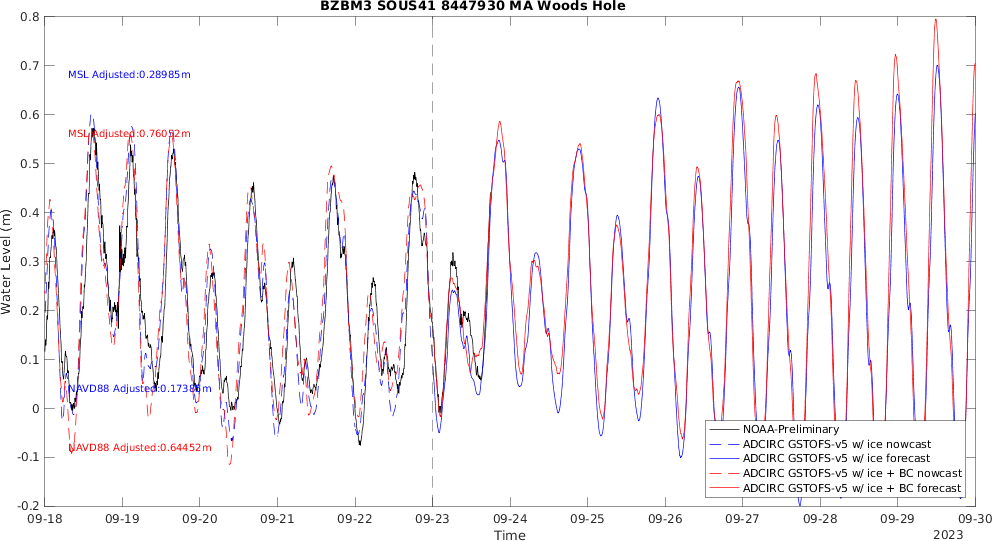 BZBM3 SOUS41 8447930 MA Woods Hole
0.8
0.7
0.6
0.5
0.4
0.3
0.2
0.1
0
-0.1
-0.2
Water Level (m)
MSL Adjusted:0.28985m
MSL Adjusted:0.76052m
NAVD88 Adjusted:0.17386m
NAVD88 Adjusted:0.64452m
NOAA-Preliminary
ADCIRC GSTOFS-v5 w/ ice nowcast
ADCIRC GSTOFS-v5 w/ ice forecast
ADCIRC GSTOFS-v5 w/ ice + BC nowcast
ADCIRC GSTOFS-v5 w/ ice + BC forecast
09-18 09-19 09-20 09-21 09-22 09-23 09-24 09-25 09-26 09-27 09-28 09-29 09-30
Time
2023